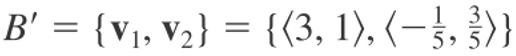 B′ = {v₁, v₂} = {⟨3, 1⟩, ⟨−1/5, 3/5⟩}